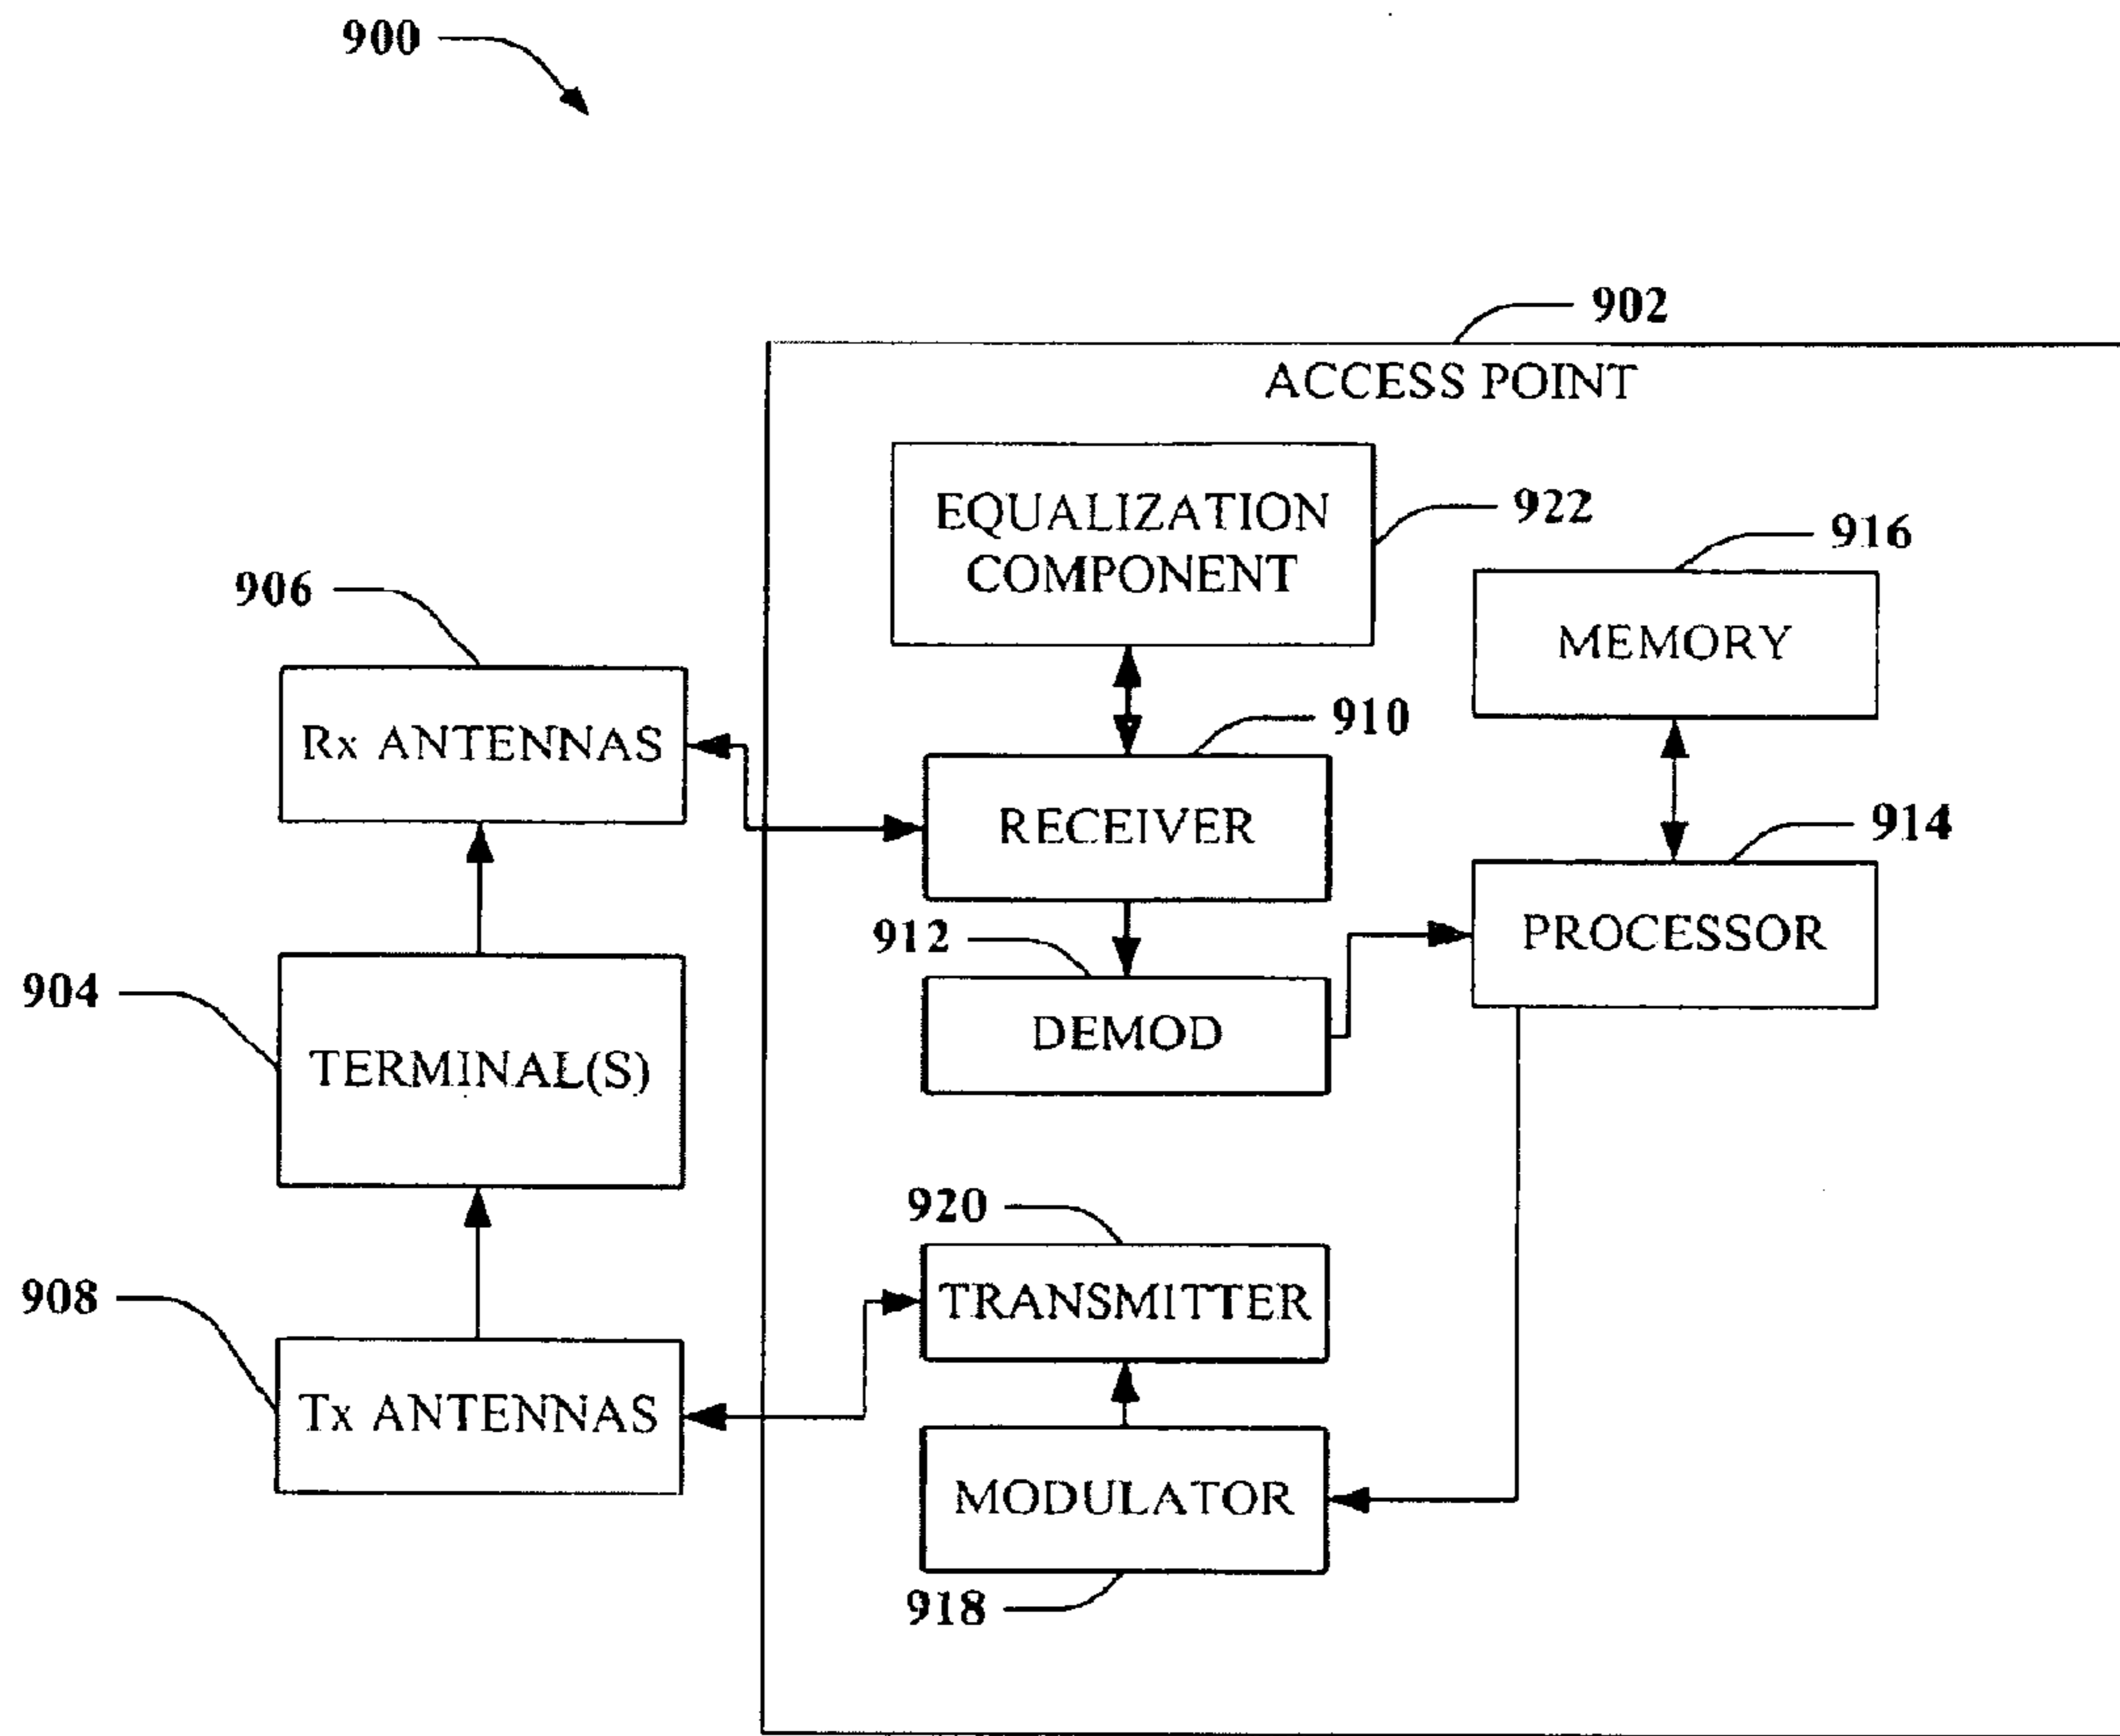 900
902
ACCESS POINT
EQUALIZATION
COMPONENT
922
916
MEMORY
906
Rx ANTENNAS
910
RECEIVER
914
PROCESSOR
912
DEMOD
904
TERMINAL(S)
920
TRANSMITTER
908
Tx ANTENNAS
MODULATOR
918